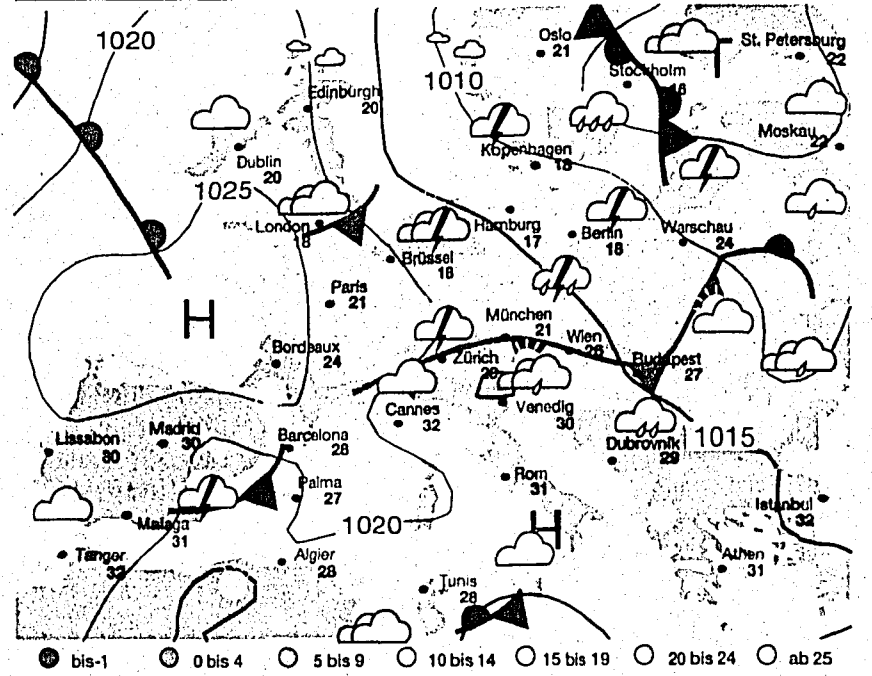 1020
Oslo
21
St. Petersburg
22
1010
Stockholm
16
Edinburgh
20
Moskau
22
Kopenhagen
18
Dublin
20
1025
London
18
Hamburg
17
Berlin
18
Warschau
24
Brüssel
18
Paris
21
H
München
21
Wien
26
Bordeaux
24
Zürich
Budapest
27
Cannes
32
Venedig
30
Lissabon
30
Madrid
30
Barcelona
28
Dubrovnik
29
1015
Palma
27
Rom
31
Istanbul
32
Malaga
31
1020
H
Tanger
32
Algier
28
Athen
31
Tunis
28
bis-1 0 bis 4 5 bis 9 10 bis 14 15 bis 19 20 bis 24 ab 25